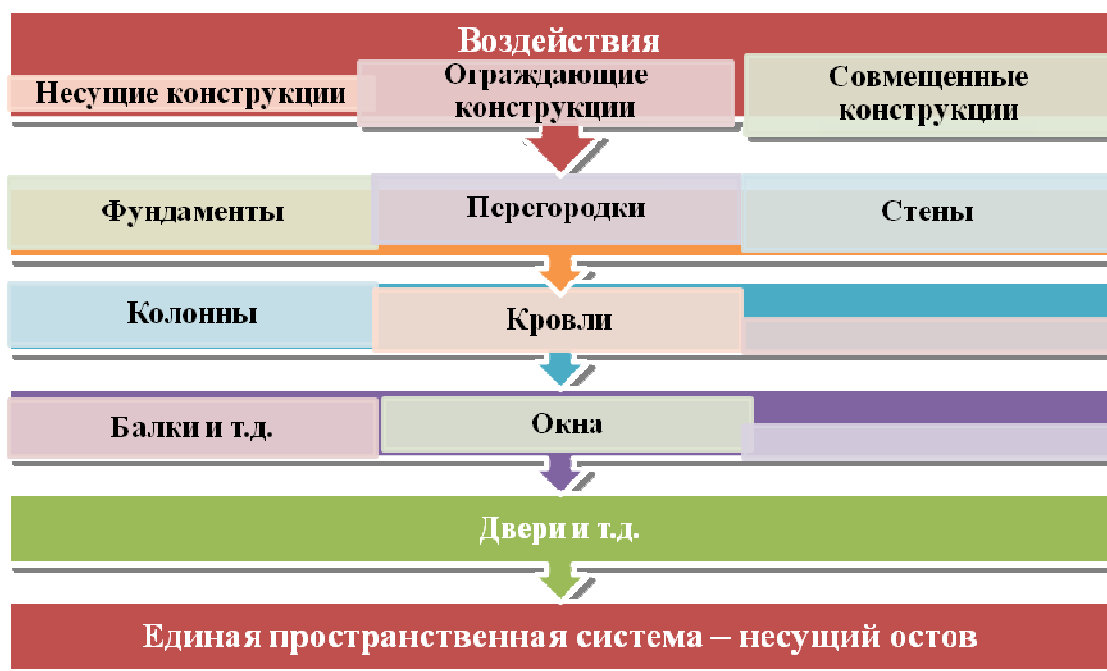 Воздействия
Несущие конструкции
Ограждающие
конструкции
Совмещенные
конструкции
Фундаменты
Перегородки
Стены
Колонны
Кровли
Балки и т.д.
Окна
Двери и т.д.
Единая пространственная система – несущий остов